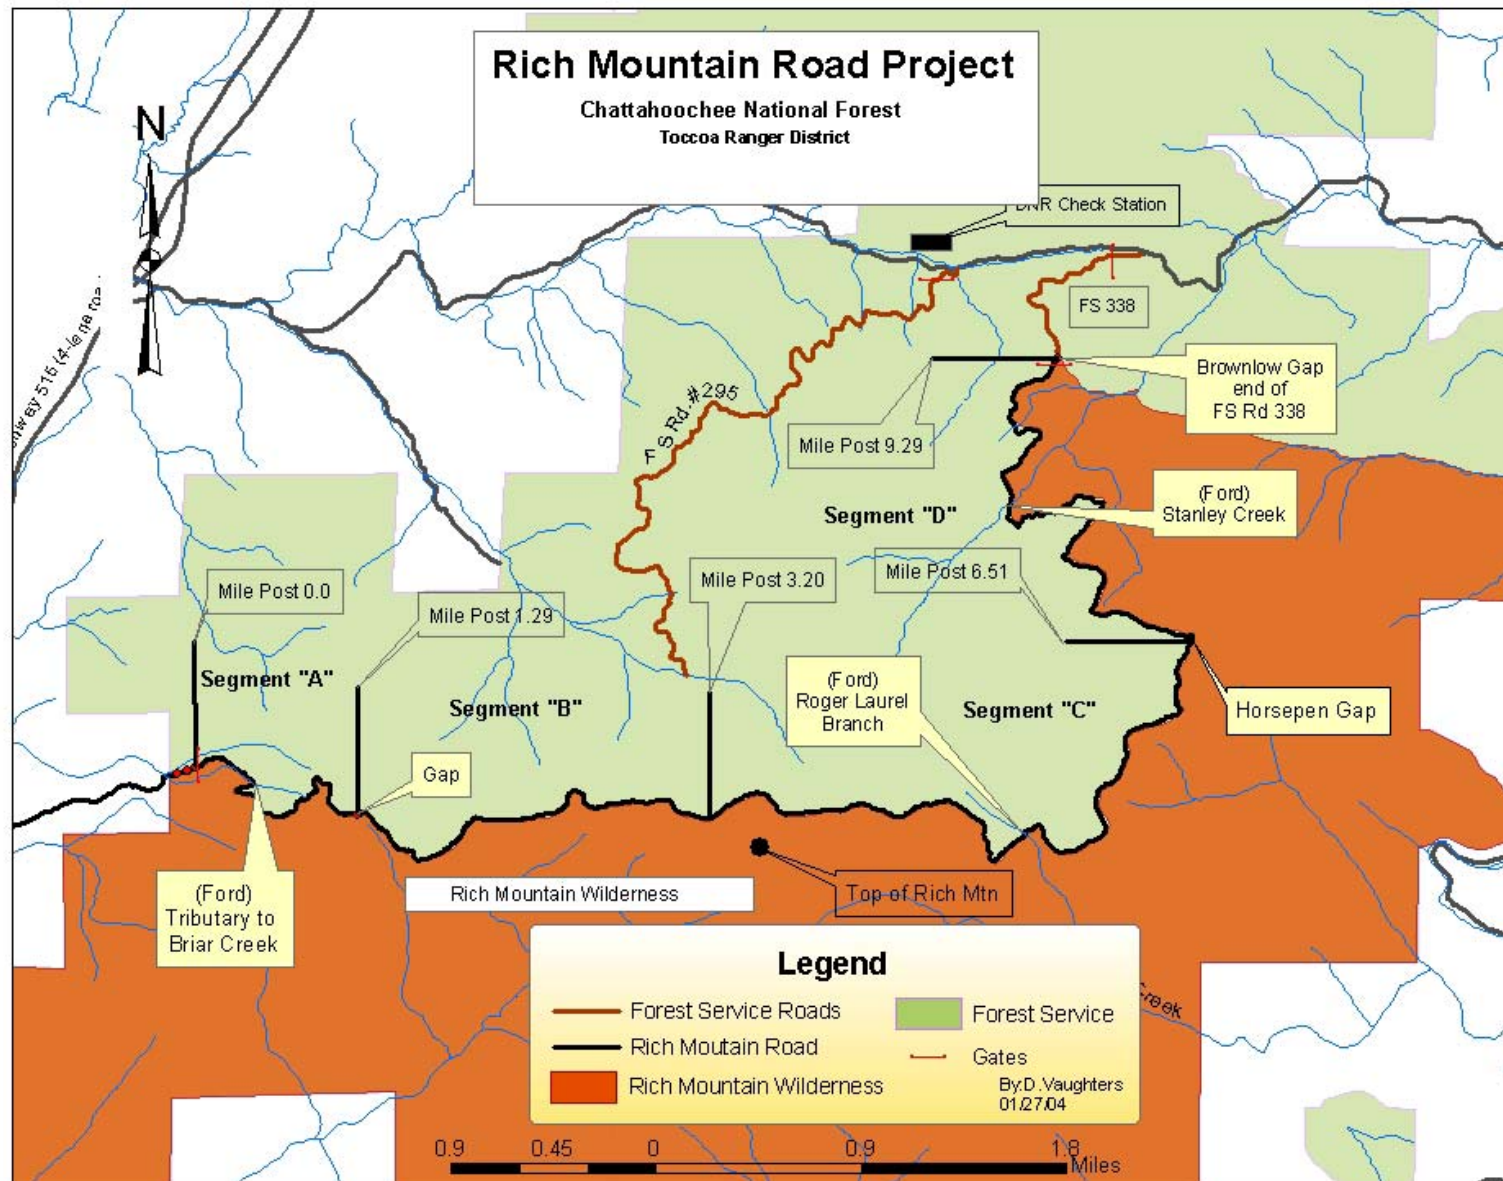 Rich Mountain Road Project
Chattahoochee National Forest
Toccoa Ranger District
N
DNR Check Station
FS 338
Brownlow Gap
end of
FS Rd 338
F S Rd. #295
Mile Post 9.29
(Ford)
Stanley Creek
Segment "D"
Mile Post 6.51
Mile Post 3.20
Mile Post 0.0
Mile Post 1.29
Segment "A"
Segment "B"
(Ford)
Roger Laurel
Branch
Segment "C"
Horsepen Gap
Gap
(Ford)
Tributary to
Briar Creek
Rich Mountain Wilderness
Top of Rich Mtn
Creek
Legend
Forest Service Roads
Rich Moutain Road
Rich Mountain Wilderness
Forest Service
Gates
By:D.Vaughters
01/27/04
0.9 0.45 0 0.9 1.8
Miles